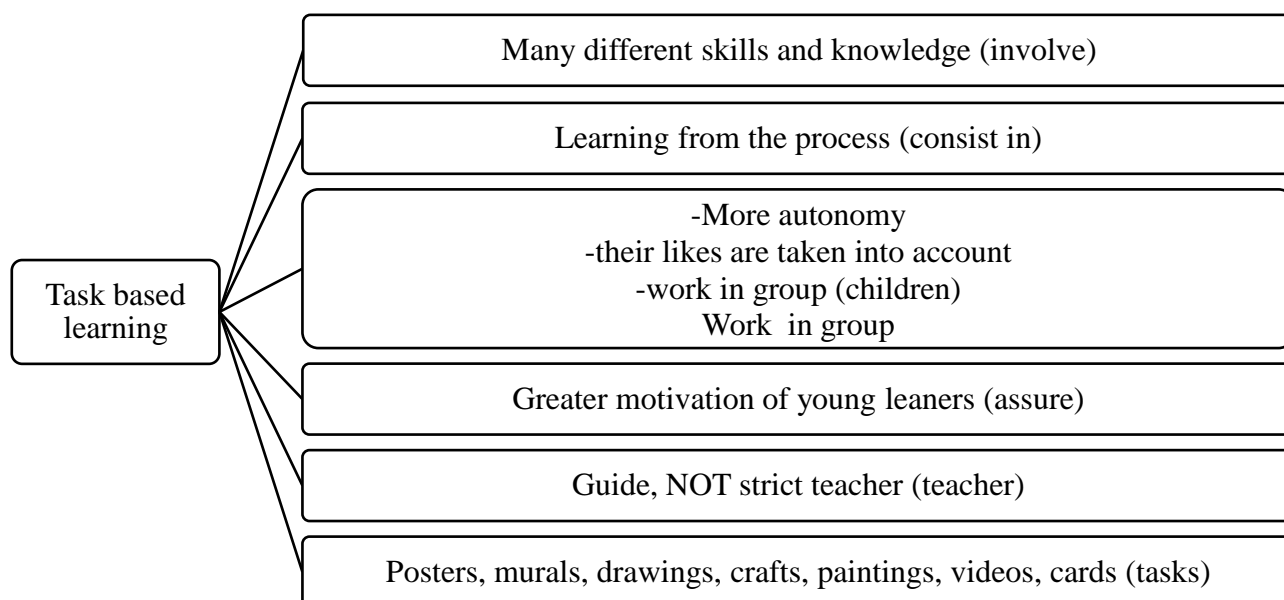 Many different skills and knowledge (involve)
Learning from the process (consist in)
-More autonomy
-their likes are taken into account
-work in group (children)
Work in group
Task based
learning
Greater motivation of young leaners (assure)
Guide, NOT strict teacher (teacher)
Posters, murals, drawings, crafts, paintings, videos, cards (tasks)